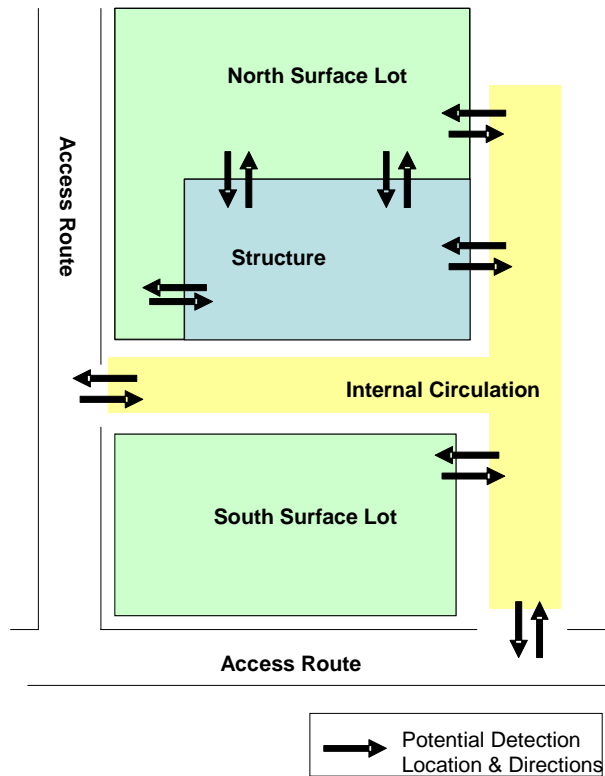 North Surface Lot
Access Route
Structure
Internal Circulation
South Surface Lot
Access Route
Potential Detection
Location & Directions